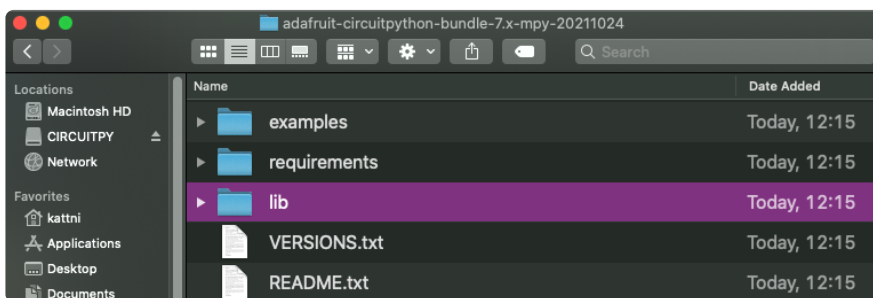 adafruit-circuitpython-bundle-7.x-mpy-20211024
Search
Locations
Macintosh HD
CIRCUITPY
Network
Favorites
kattni
Applications
Desktop
Documents
Name Date Added
examples Today, 12:15
requirements Today, 12:15
lib Today, 12:15
VERSIONS.txt Today, 12:15
README.txt Today, 12:15